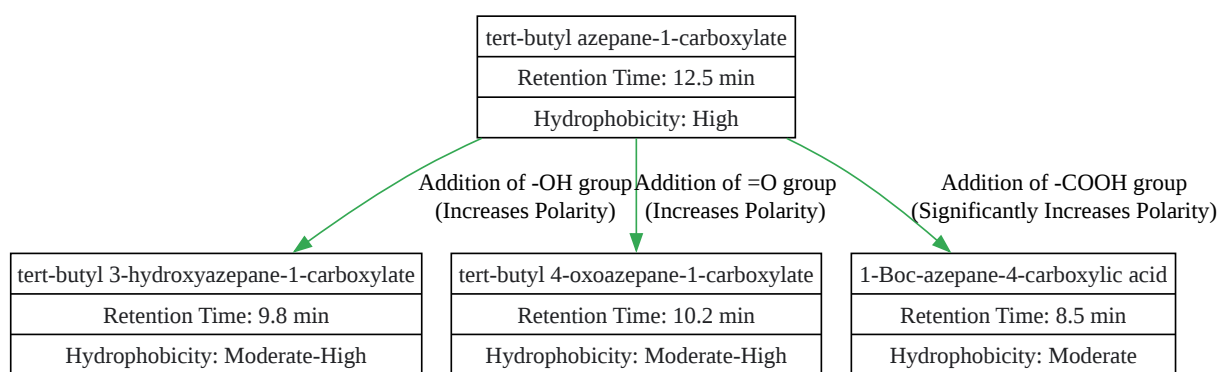 tert-butyl azepane-1-carboxylate
Retention Time: 12.5 min
Hydrophobicity: High
Addition of -OH group
(Increases Polarity)
Addition of =O group
(Increases Polarity)
Addition of -COOH group
(Significantly Increases Polarity)
tert-butyl 3-hydroxyazepane-1-carboxylate
Retention Time: 9.8 min
Hydrophobicity: Moderate-High
tert-butyl 4-oxoazepane-1-carboxylate
Retention Time: 10.2 min
Hydrophobicity: Moderate-High
1-Boc-azepane-4-carboxylic acid
Retention Time: 8.5 min
Hydrophobicity: Moderate